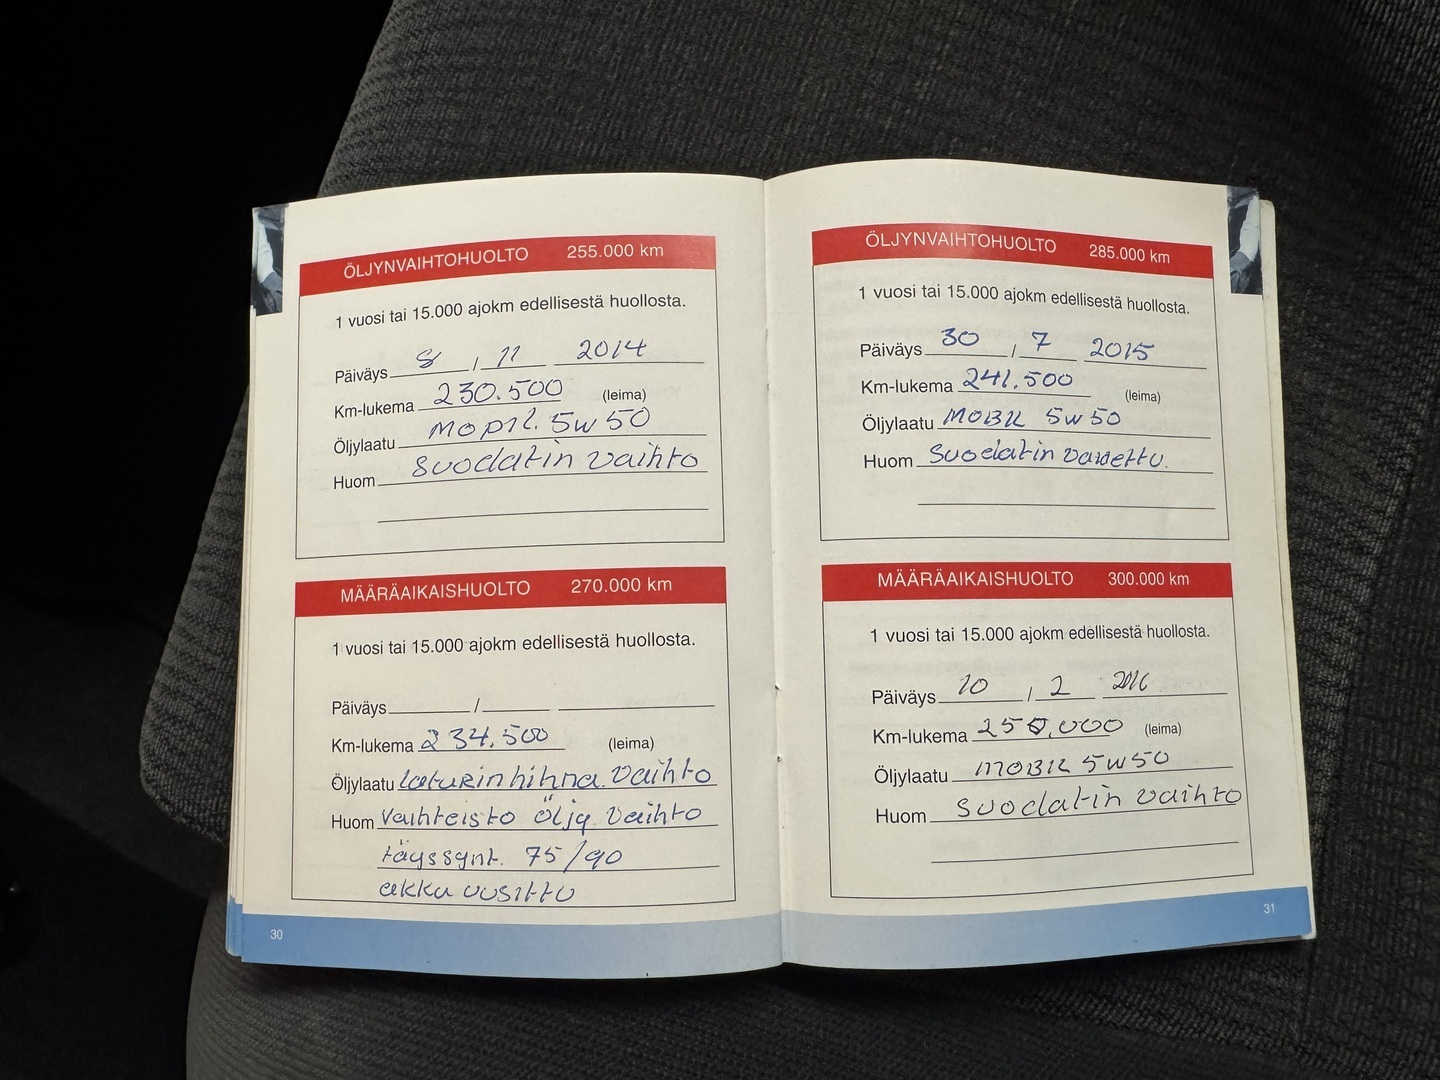 ÖLJYNVAIHTOHUOLTO 255.000 km
1 vuosi tai 15.000 ajokm edellisestä huollosta.
Päiväys 8 / 11 2014
Km-lukema 230.500 (leima)
Öljylaatu MOPIL. 5W50
Huom suodatin vaihto
MÄÄRÄAIKAISHUOLTO 270.000 km
1 vuosi tai 15.000 ajokm edellisestä huollosta.
Päiväys /
Km-lukema 234.500 (leima)
Öljylaatu laturin hihna. vaihto
Huom vaihteisto öljy. vaihto
täyssynt. 75/90
akku uusittu
30
ÖLJYNVAIHTOHUOLTO 285.000 km
1 vuosi tai 15.000 ajokm edellisestä huollosta.
Päiväys 30 / 7 2015
Km-lukema 241.500 (leima)
Öljylaatu MOBIL 5W50
Huom suodatin
MÄÄRÄAIKAISHUOLTO 300.000 km
1 vuosi tai 15.000 ajokm edellisestä huollosta.
Päiväys 10 / 2 2016
Km-lukema 250.000 (leima)
Öljylaatu MOBIL 5W50
Huom suodatin vaihto
31